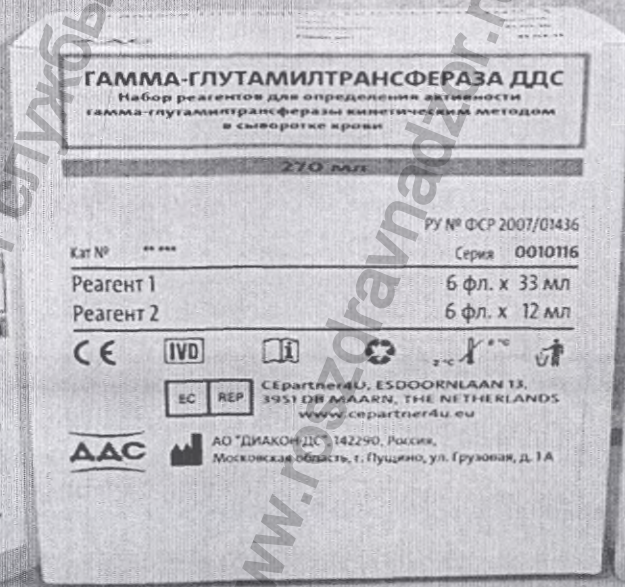 ГАММА-ГЛУТАМИЛТРАНСФЕРАЗА ДДС
Набор реагентов для определения активности
гамма-глутамилтрансферазы кинетическим методом
в сыворотке крови
270 мл
РУ № ФСР 2007/01436
Кат № ** ***
Серия 0010116
Реагент 1 6 фл. х 33 мл
Реагент 2 6 фл. х 12 мл
CE IVD i 2 °C 8 °C
EC REP
CEpartner4U, ESDOORNLAAN 13,
3951 DB MAARN, THE NETHERLANDS
www.cepartner4u.eu
ДДС
АО "ДИАКОН-ДС", 142290, Россия,
Московская область, г. Пущино, ул. Грузовая, д. 1А
службы
www.roszdravnadzor.r